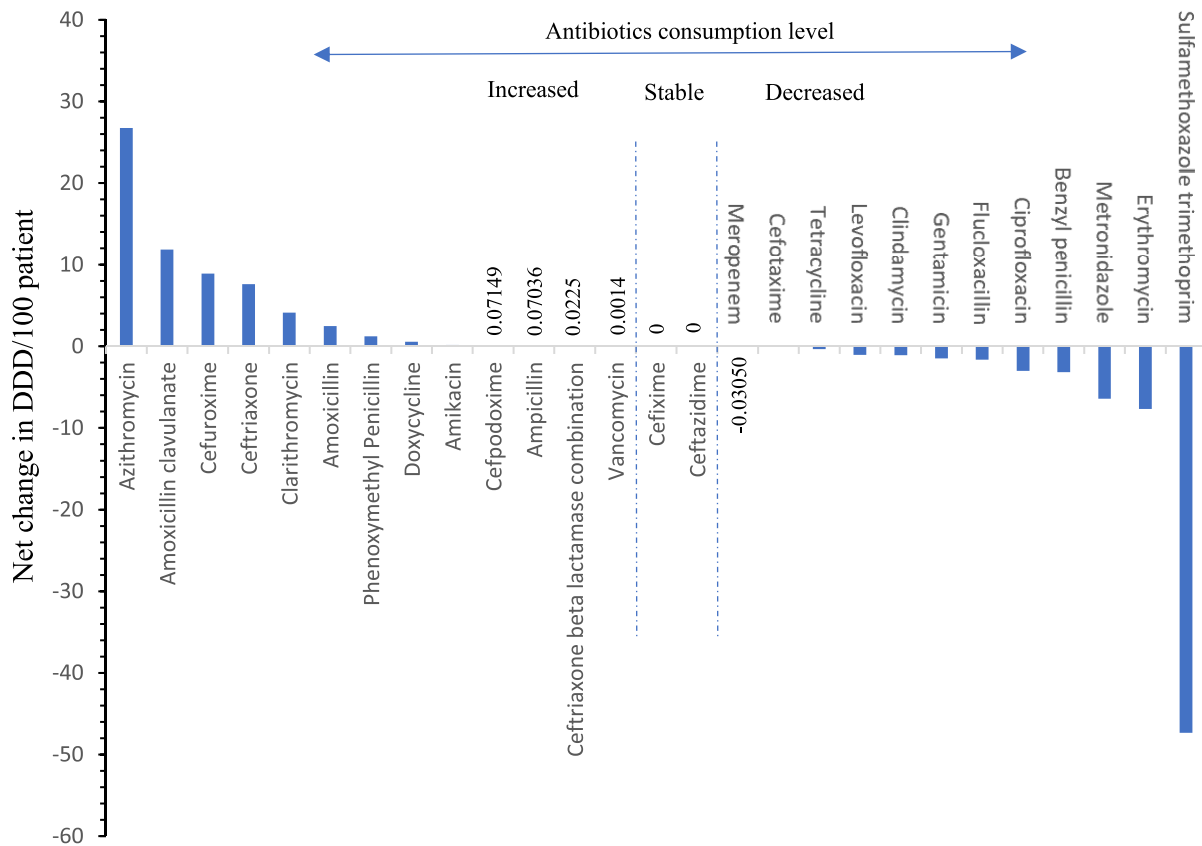 Net change in DDD/100 patient
40
30
20
10
0
-10
-20
-30
-40
-50
-60
Antibiotics consumption level
Increased
Stable
Decreased
Azithromycin
Amoxicillin clavulanate
Cefuroxime
Ceftriaxone
Clarithromycin
Amoxicillin
Phenoxymethyl Penicillin
Doxycycline
Amikacin
Cefpodoxime
Ampicillin
Ceftriaxone beta lactamase combination
Vancomycin
Cefixime
Ceftazidime
Meropenem
Cefotaxime
Tetracycline
Levofloxacin
Clindamycin
Gentamicin
Flucloxacillin
Ciprofloxacin
Benzyl penicillin
Metronidazole
Erythromycin
Sulfamethoxazole trimethoprim
0.07149
0.07036
0.0225
0.0014
0
0
-0.03050